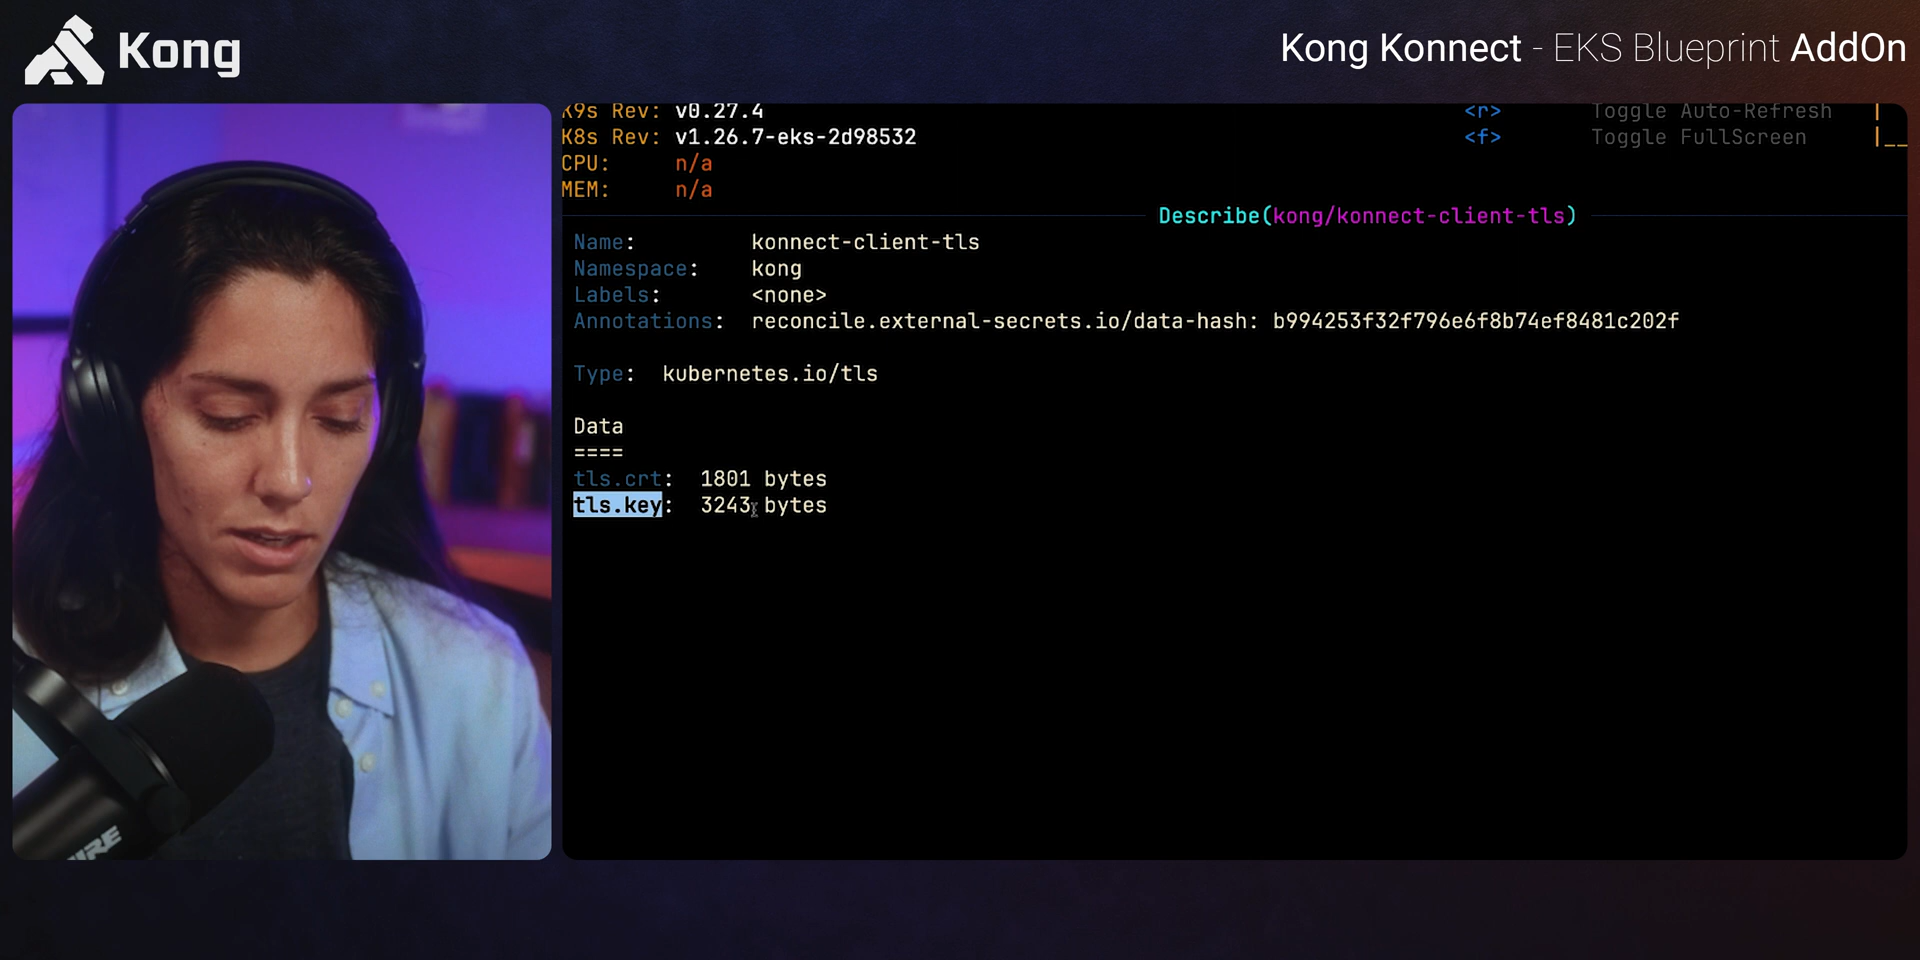 Kong
Kong Konnect - EKS Blueprint AddOn
K9s Rev: v0.27.4 <r> Toggle Auto-Refresh |
K8s Rev: v1.26.7-eks-2d98532 <f> Toggle FullScreen |__
CPU: n/a
MEM: n/a
Describe(kong/konnect-client-tls)
Name: konnect-client-tls
Namespace: kong
Labels: <none>
Annotations: reconcile.external-secrets.io/data-hash: b994253f32f796e6f8b74ef8481c202f
Type: kubernetes.io/tls
Data
====
tls.crt: 1801 bytes
tls.key: 3243 bytes